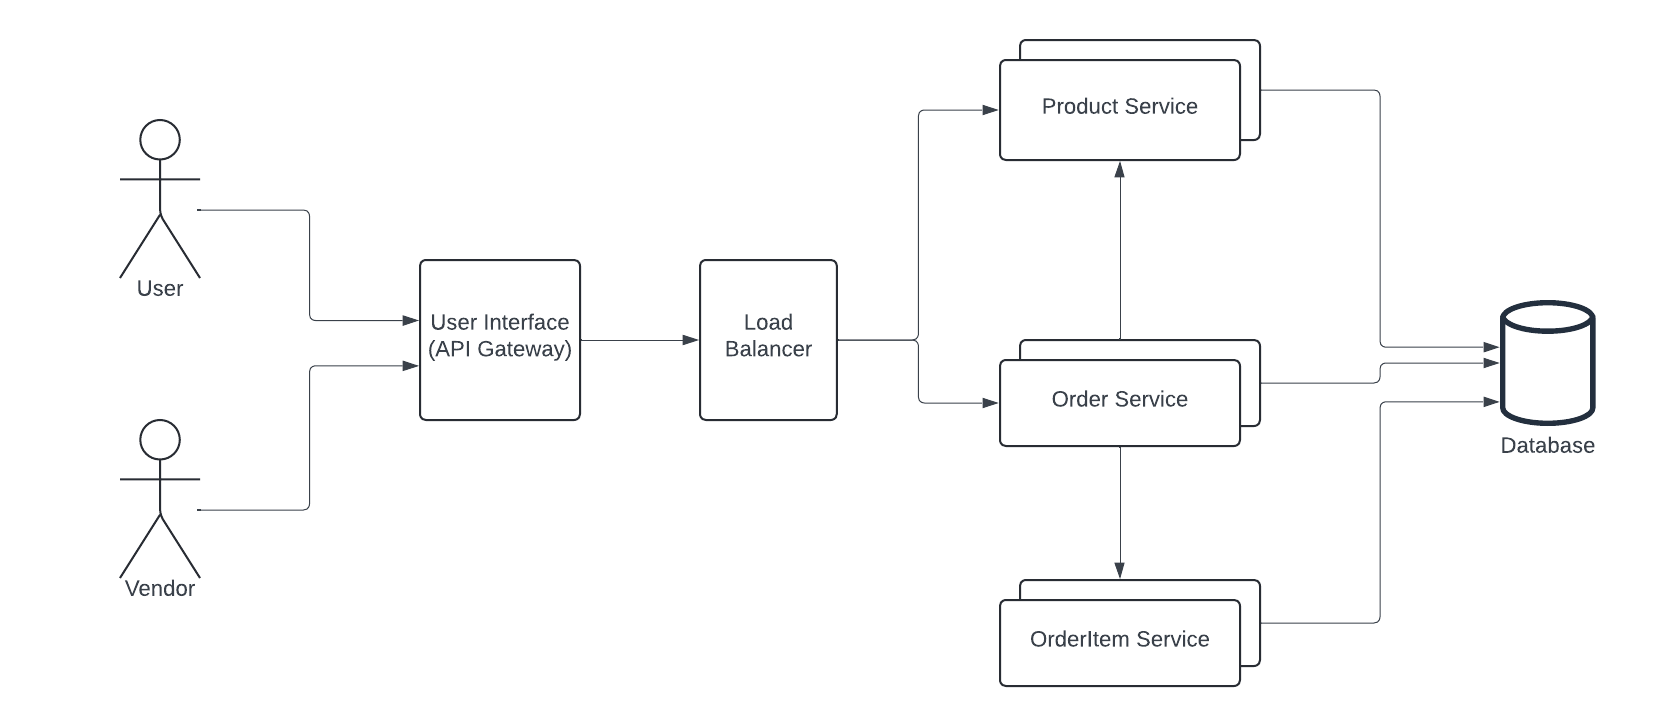 User
Vendor
User Interface
(API Gateway)
Load
Balancer
Product Service
Order Service
OrderItem Service
Database